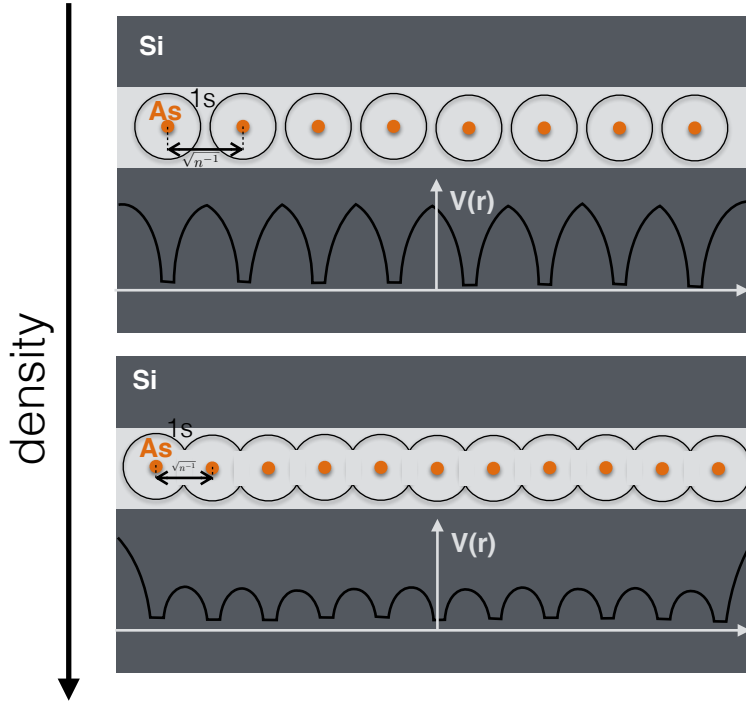 density
Si
1s
As
√n⁻¹
V(r)
Si
1s
As
√n⁻¹
V(r)